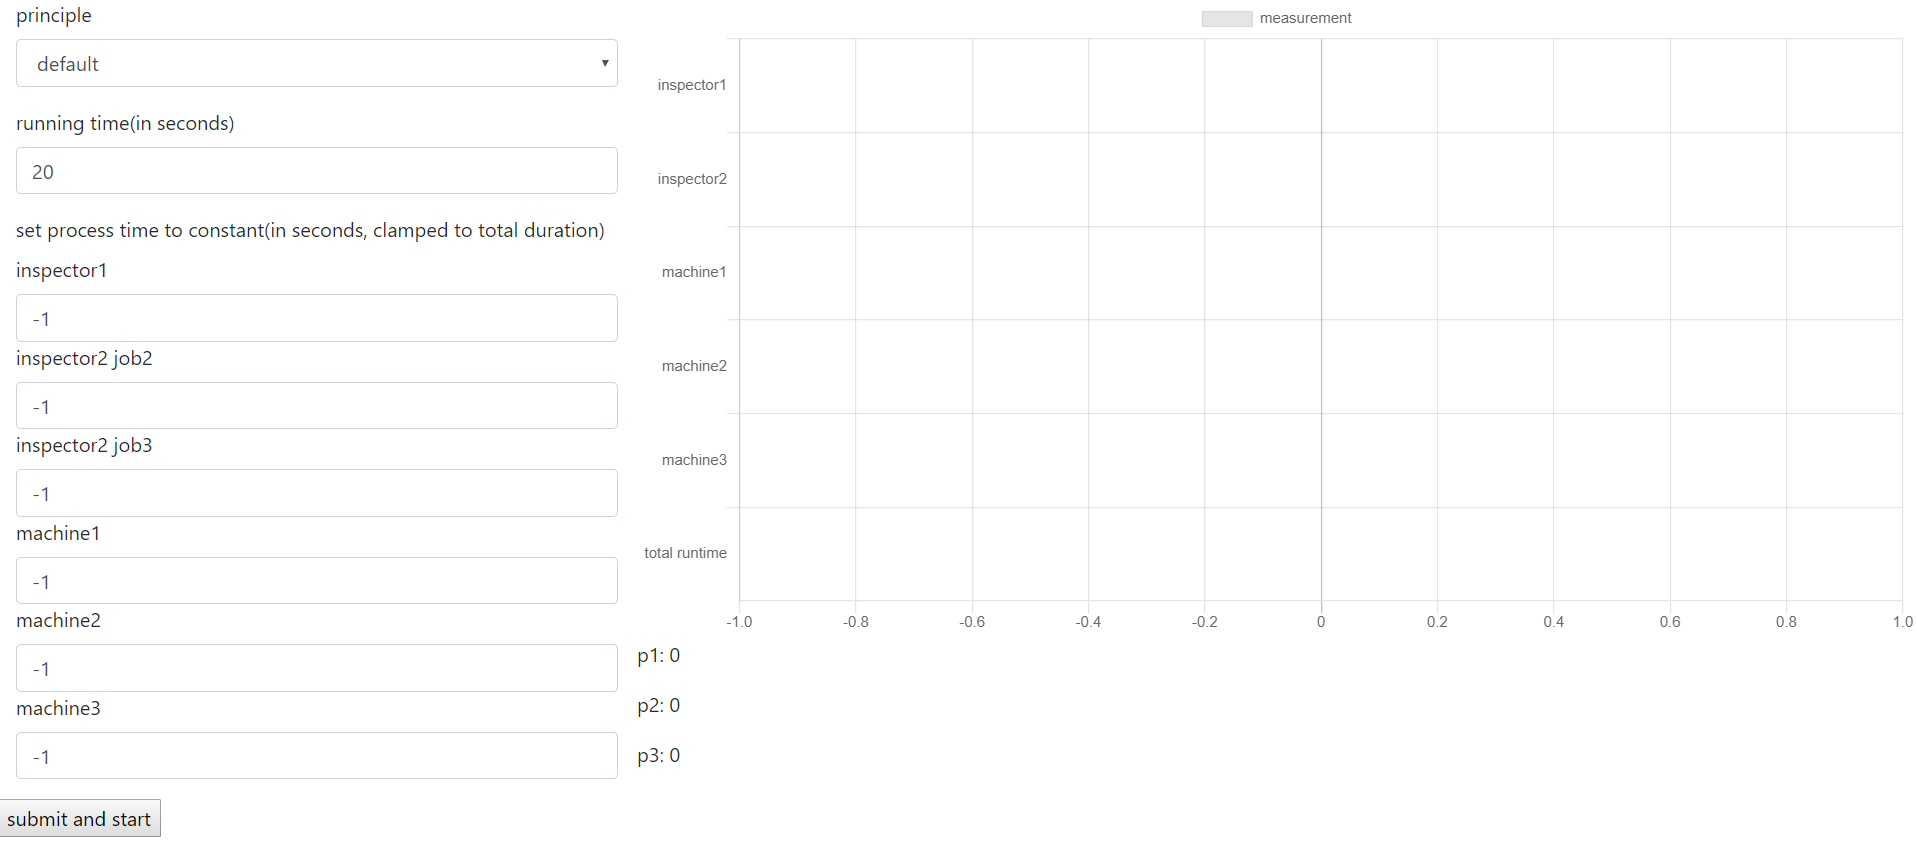 principle
default
running time(in seconds)
20
set process time to constant(in seconds, clamped to total duration)
inspector1
-1
inspector2 job2
-1
inspector2 job3
-1
machine1
-1
machine2
-1
machine3
-1
submit and start
measurement
inspector1
inspector2
machine1
machine2
machine3
total runtime
-1.0 -0.8 -0.6 -0.4 -0.2 0 0.2 0.4 0.6 0.8 1.0
p1: 0
p2: 0
p3: 0